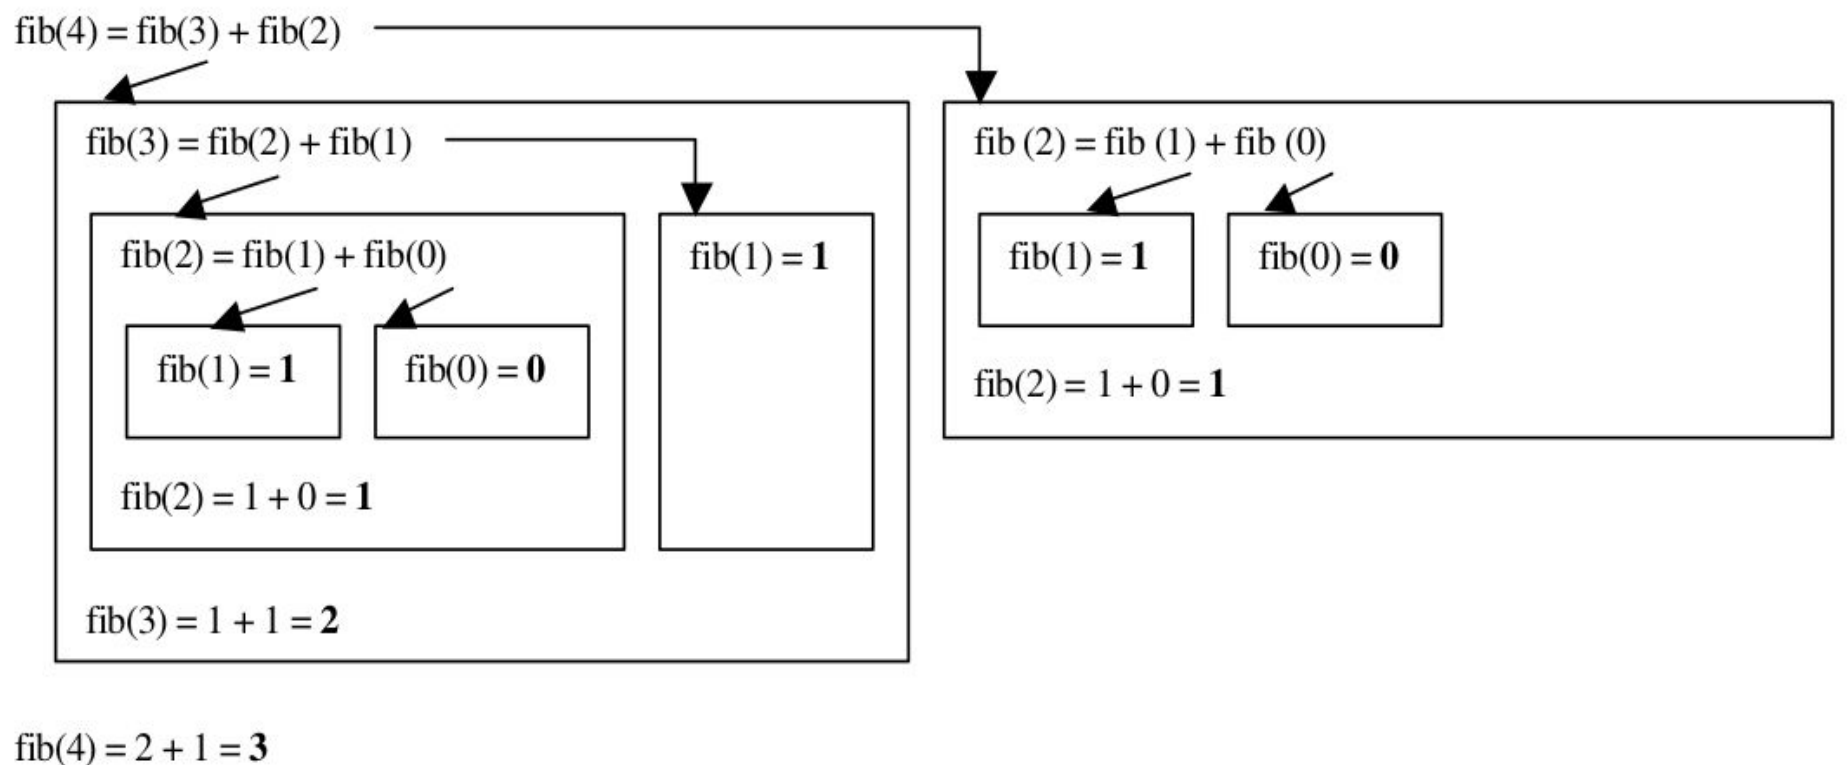 fib(4) = fib(3) + fib(2)
fib(3) = fib(2) + fib(1)
fib(2) = fib(1) + fib(0)
fib(1) = 1
fib(0) = 0
fib(2) = 1 + 0 = 1
fib(1) = 1
fib(3) = 1 + 1 = 2
fib (2) = fib (1) + fib (0)
fib(1) = 1
fib(0) = 0
fib(2) = 1 + 0 = 1
fib(4) = 2 + 1 = 3